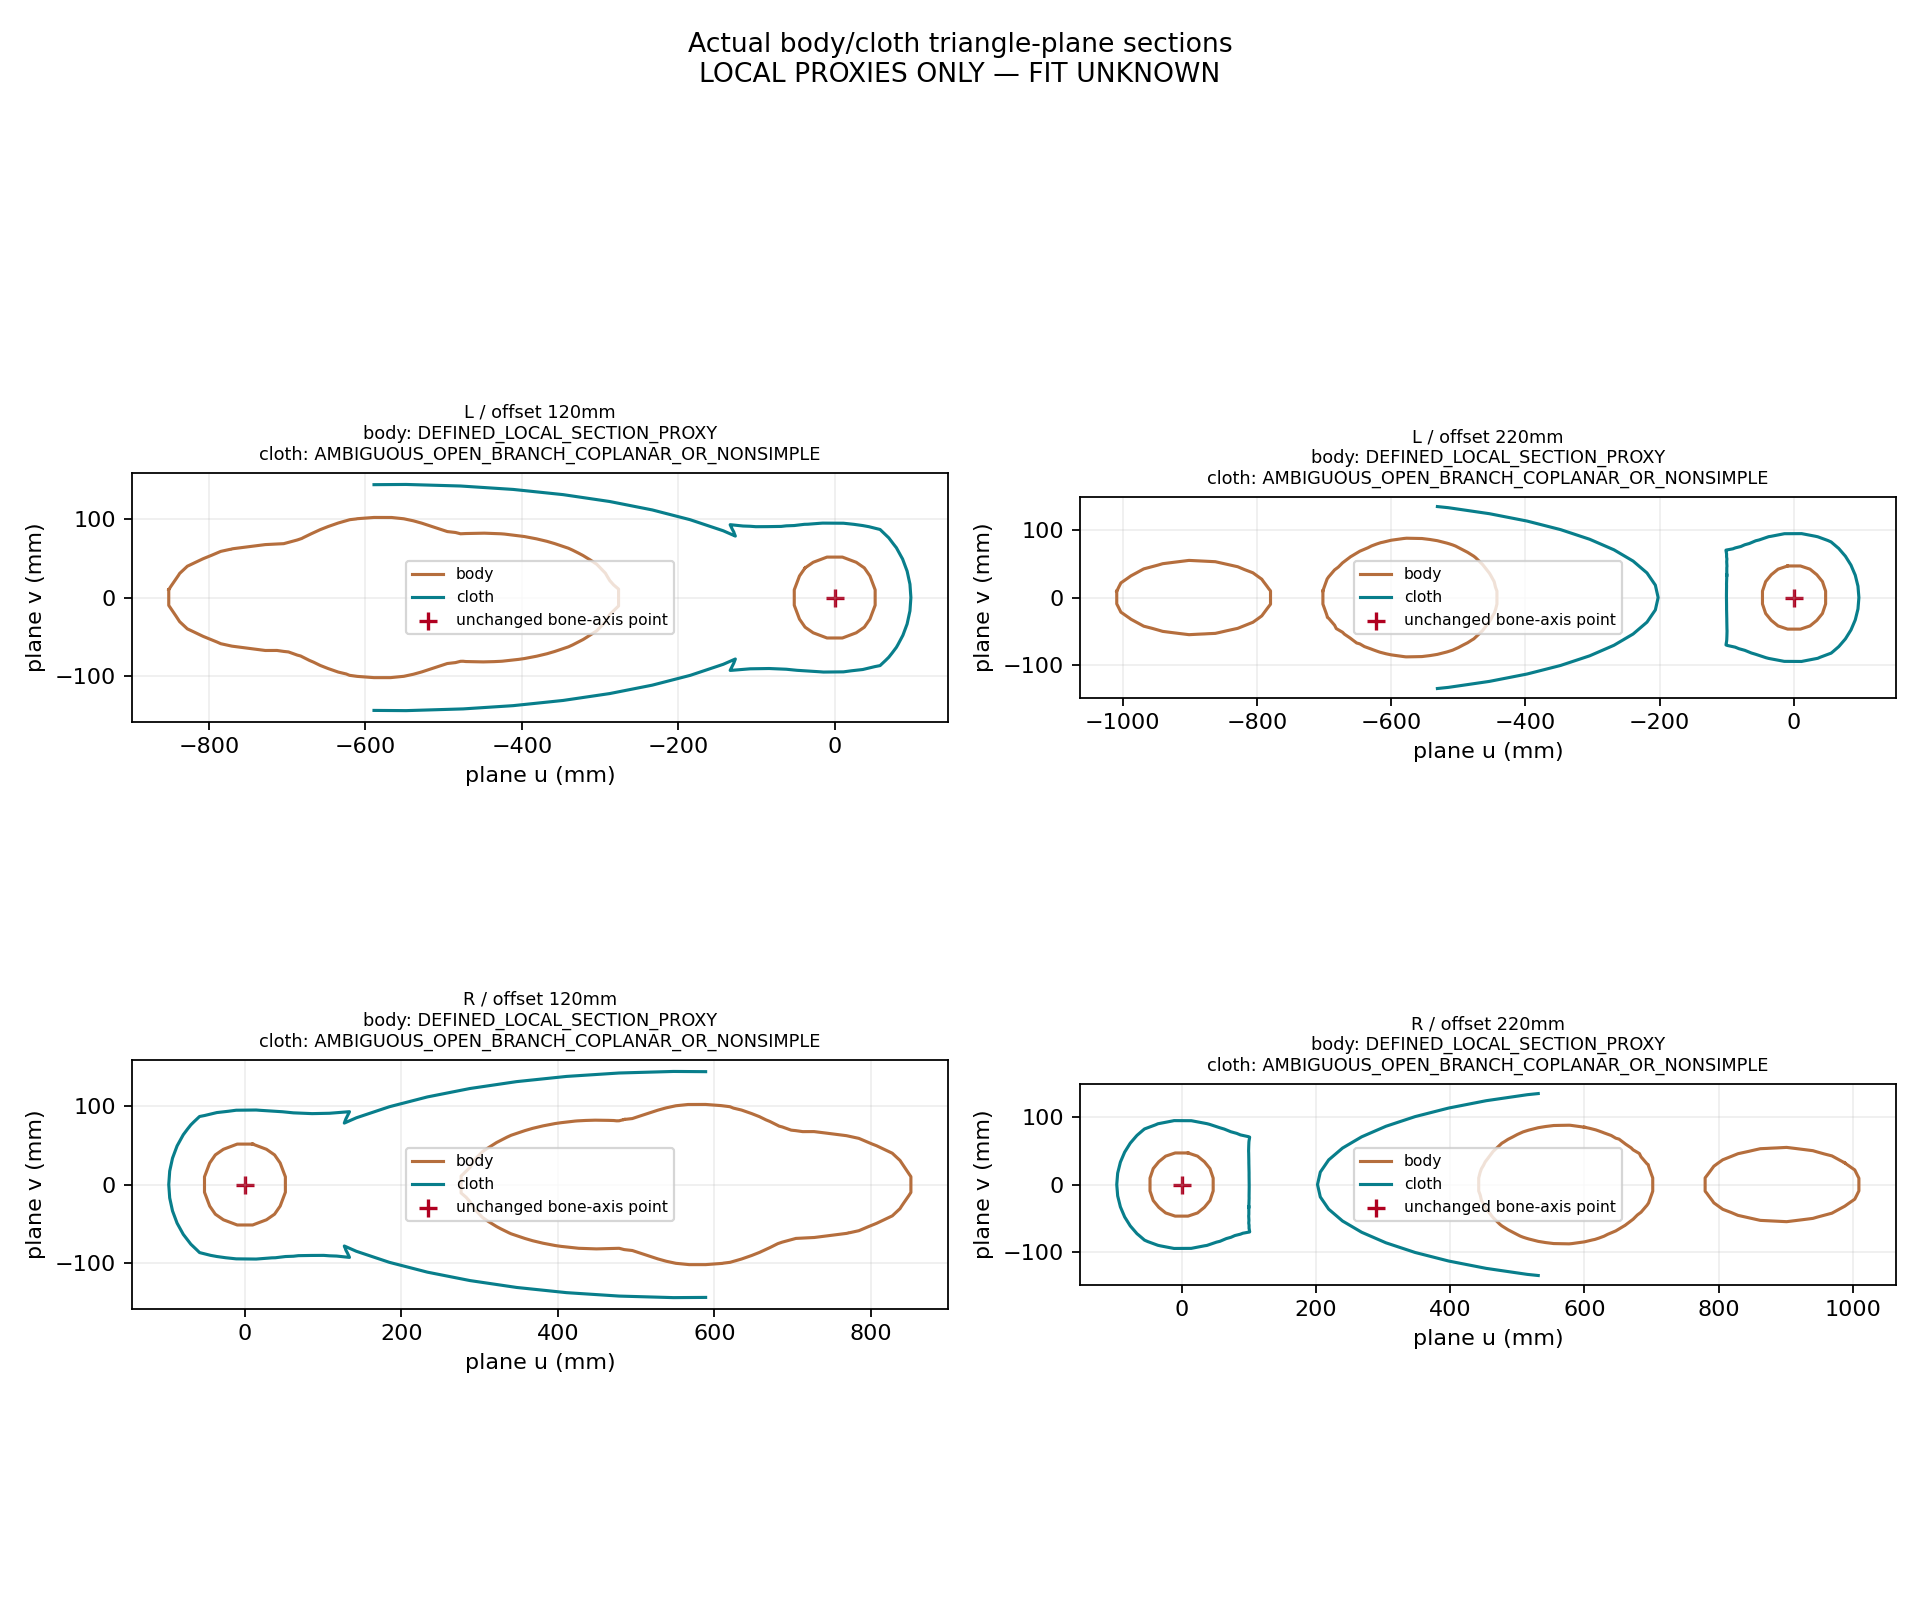 Actual body/cloth triangle-plane sections
LOCAL PROXIES ONLY — FIT UNKNOWN
L / offset 120mm
body: DEFINED_LOCAL_SECTION_PROXY
cloth: AMBIGUOUS_OPEN_BRANCH_COPLANAR_OR_NONSIMPLE
plane v (mm)
100
0
−100
body
cloth
unchanged bone-axis point
−800 −600 −400 −200 0
plane u (mm)
L / offset 220mm
body: DEFINED_LOCAL_SECTION_PROXY
cloth: AMBIGUOUS_OPEN_BRANCH_COPLANAR_OR_NONSIMPLE
plane v (mm)
100
0
−100
body
cloth
unchanged bone-axis point
−1000 −800 −600 −400 −200 0
plane u (mm)
R / offset 120mm
body: DEFINED_LOCAL_SECTION_PROXY
cloth: AMBIGUOUS_OPEN_BRANCH_COPLANAR_OR_NONSIMPLE
plane v (mm)
100
0
−100
body
cloth
unchanged bone-axis point
0 200 400 600 800
plane u (mm)
R / offset 220mm
body: DEFINED_LOCAL_SECTION_PROXY
cloth: AMBIGUOUS_OPEN_BRANCH_COPLANAR_OR_NONSIMPLE
plane v (mm)
100
0
−100
body
cloth
unchanged bone-axis point
0 200 400 600 800 1000
plane u (mm)